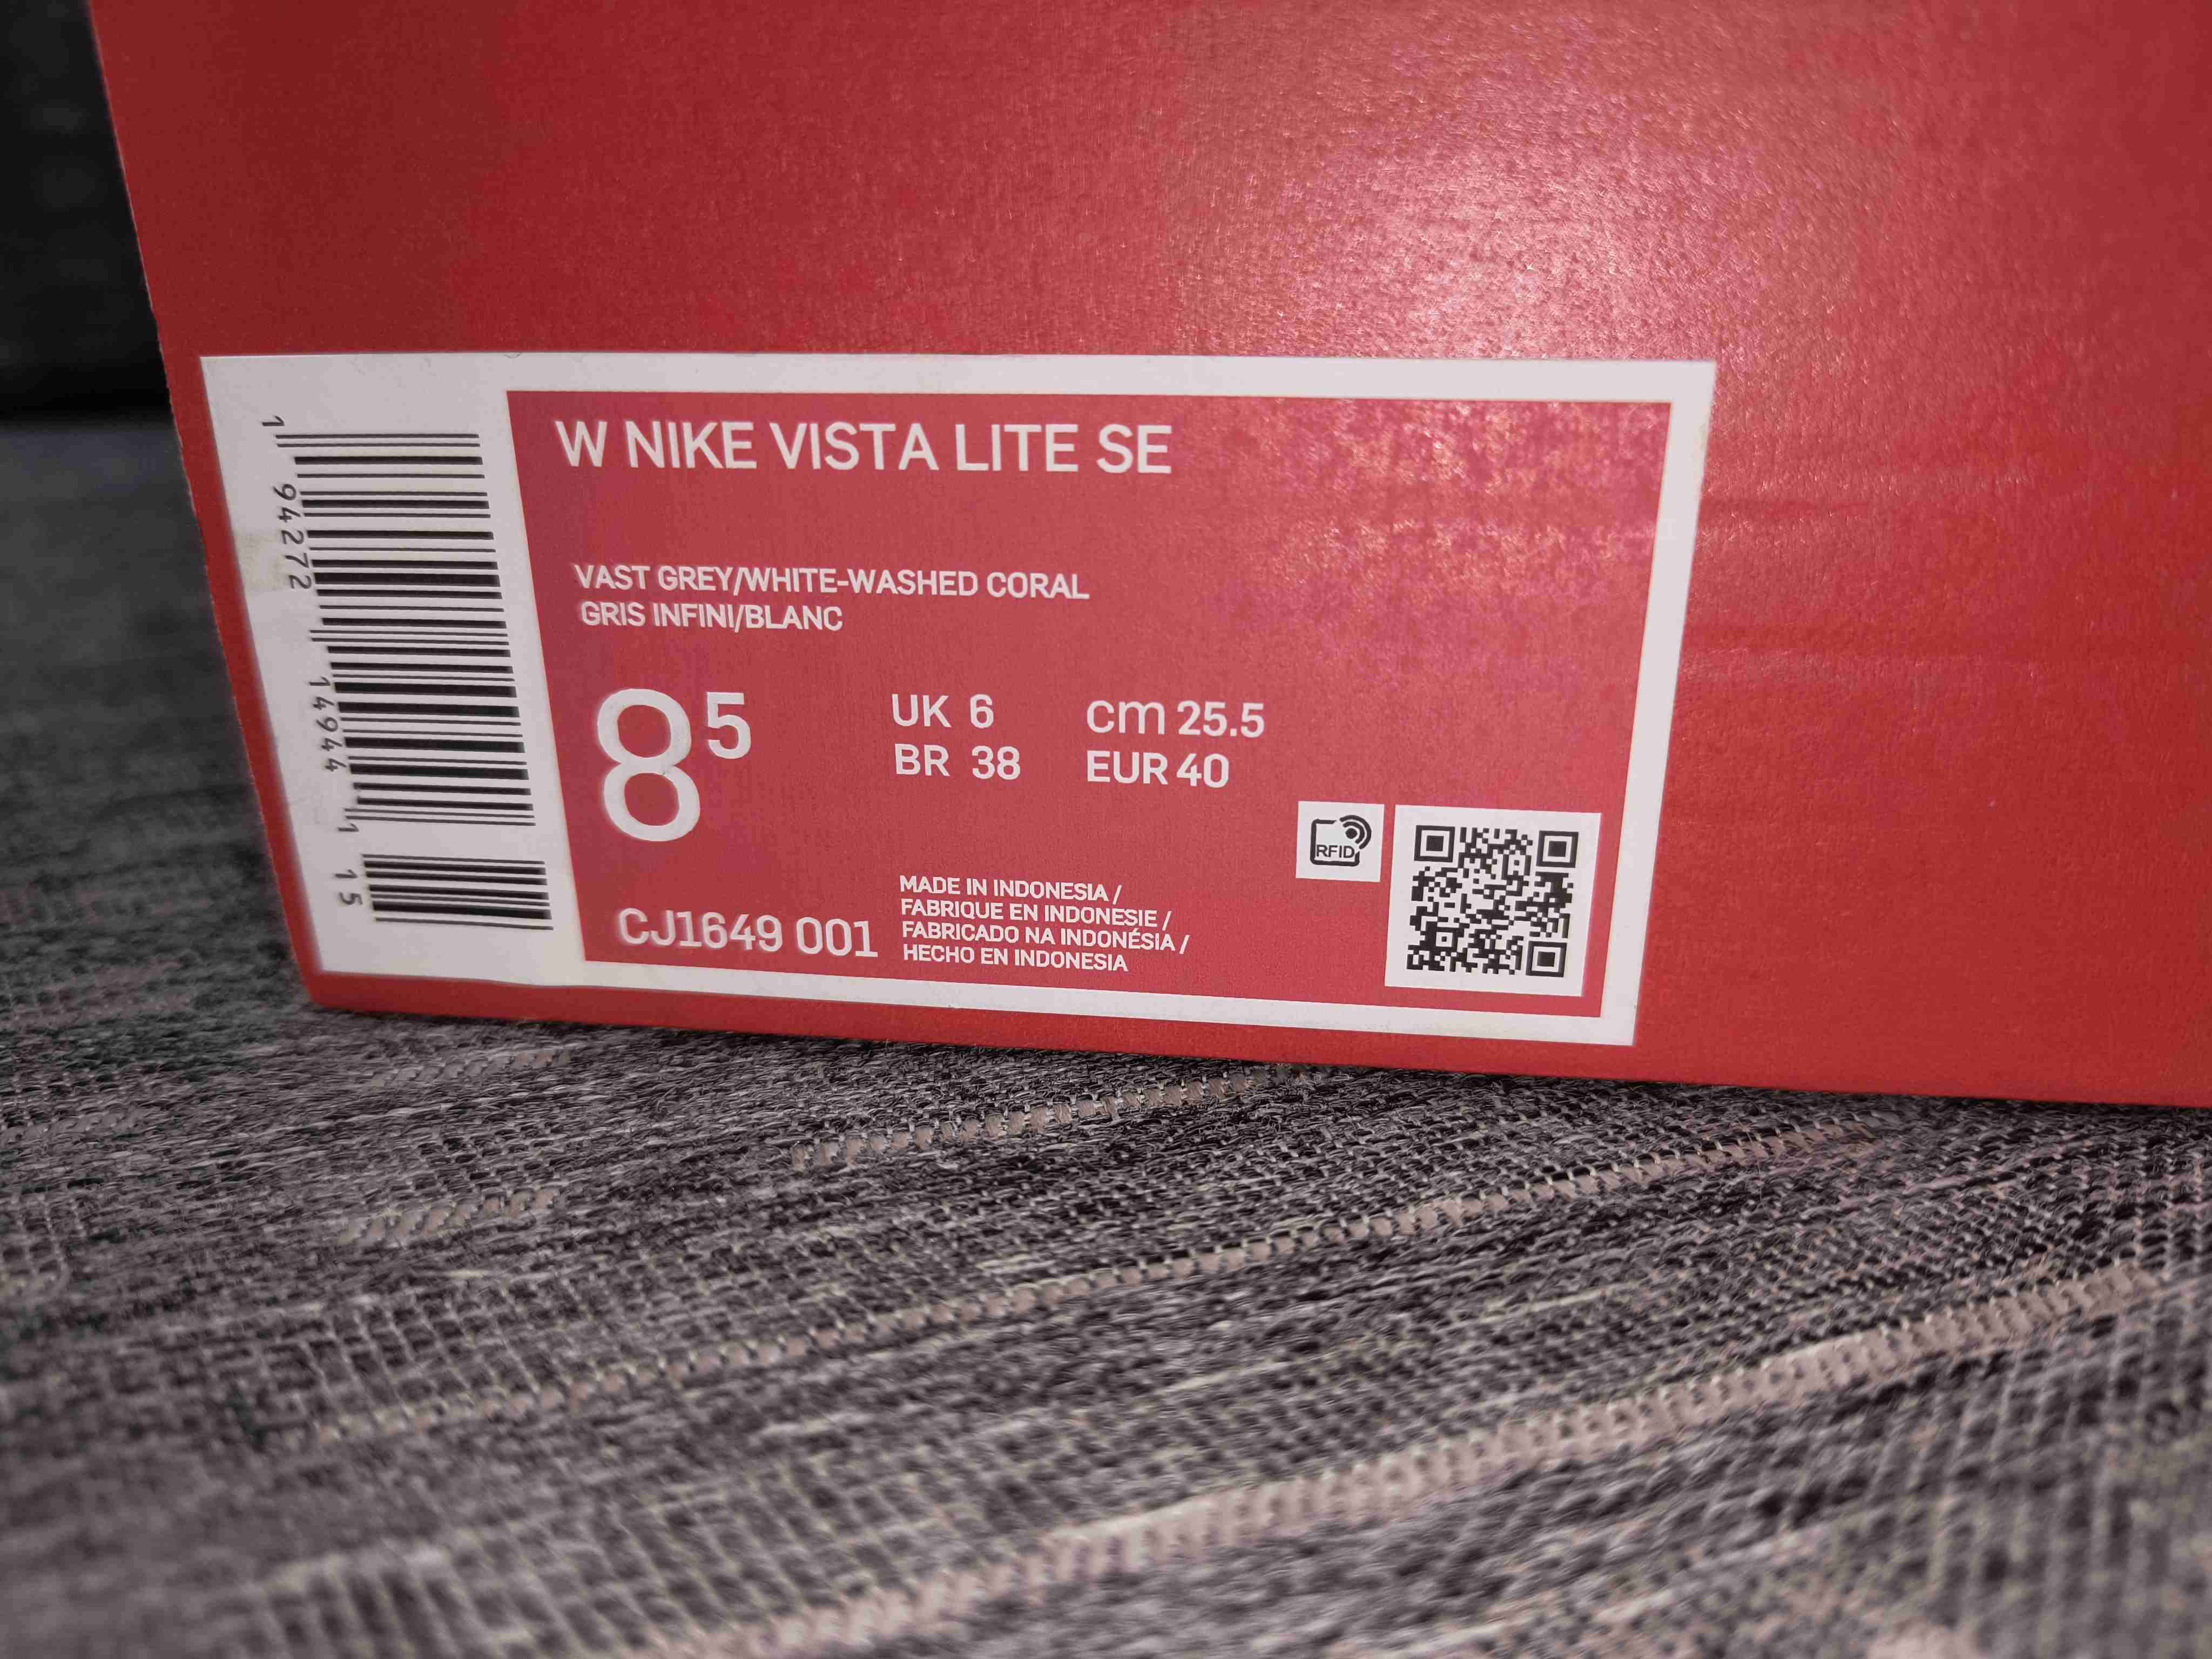 W NIKE VISTA LITE SE
VAST GREY/WHITE-WASHED CORAL
GRIS INFINI/BLANC
8 5
UK 6 cm 25.5
BR 38 EUR 40
CJ1649 001
MADE IN INDONESIA /
FABRIQUE EN INDONESIE /
FABRICADO NA INDONÉSIA /
HECHO EN INDONESIA
RFID
1 94272 14944 1 15